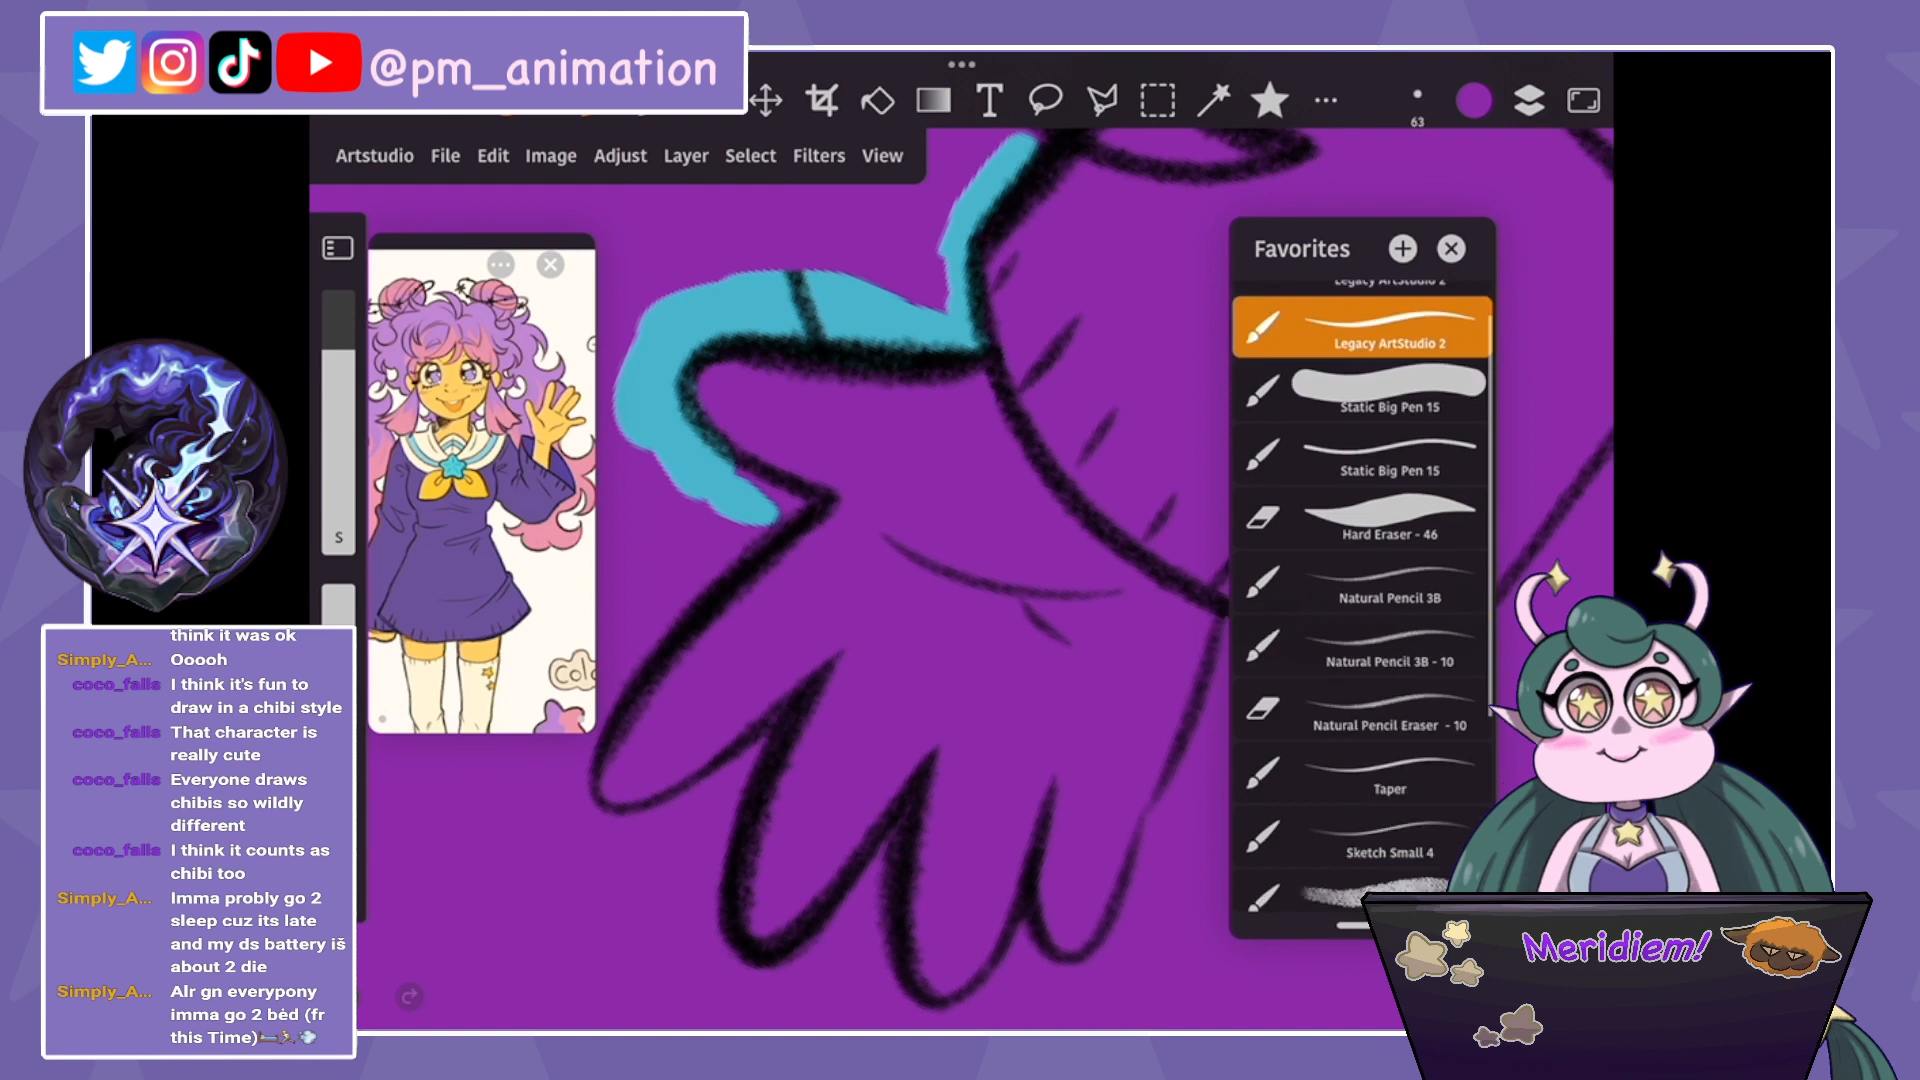 @pm_animation
63
Artstudio File Edit Image Adjust Layer Select Filters View
Favorites
Legacy ArtStudio 2
Legacy ArtStudio 2
Static Big Pen 15
Static Big Pen 15
Hard Eraser - 46
Natural Pencil 3B
Natural Pencil 3B - 10
Natural Pencil Eraser - 10
Taper
Sketch Small 4
S
think it was ok
Simply_A... Ooooh
coco_falls I think it's fun to
draw in a chibi style
coco_falls That character is
really cute
coco_falls Everyone draws
chibis so wildly
different
coco_falls I think it counts as
chibi too
Simply_A... Imma probly go 2
sleep cuz its late
and my ds battery iš
about 2 die
Simply_A... Alr gn everypony
imma go 2 bėd (fr
this Time)
Meridiem!